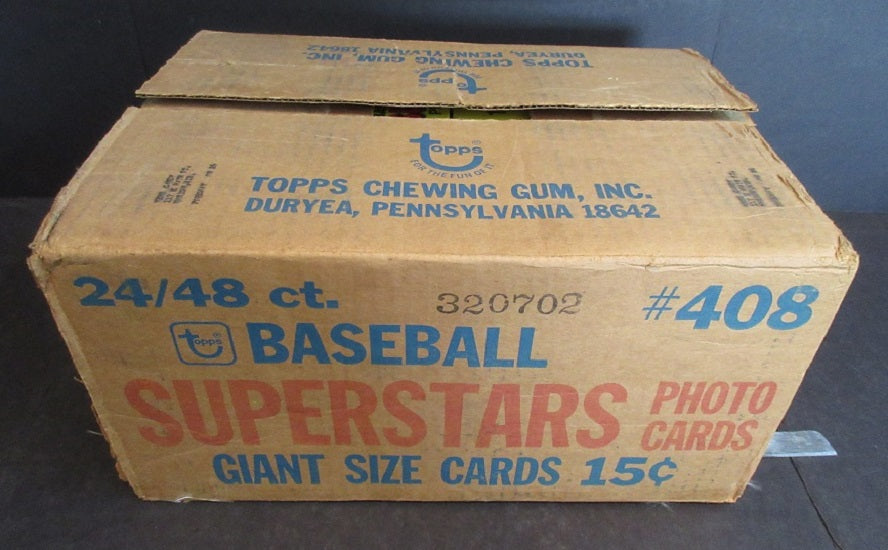 TOPPS CHEWING GUM, INC.
DURYEA, PENNSYLVANIA 18642
topps
topps®
FOR THE FUN OF IT
TOPPS CHEWING GUM, INC.
DURYEA, PENNSYLVANIA 18642
24/48 ct. 320702 #408
topps® BASEBALL
SUPERSTARS PHOTO CARDS
GIANT SIZE CARDS 15¢